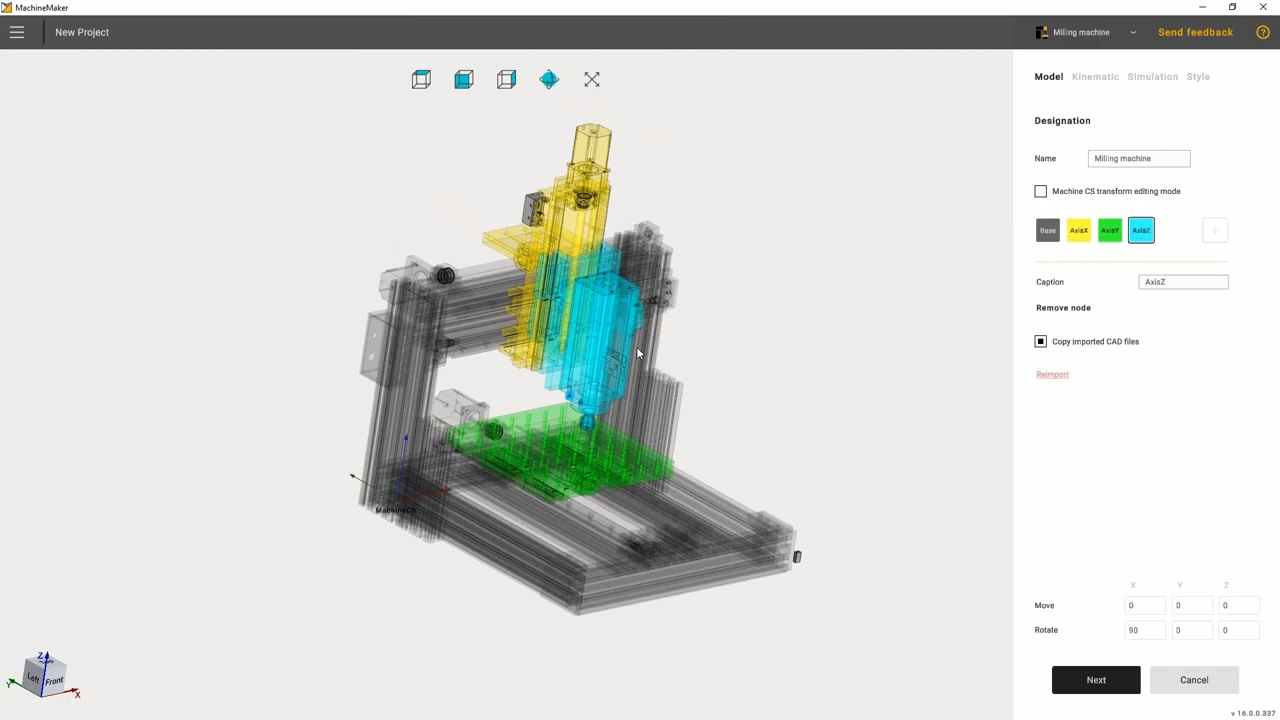 MachineMaker
New Project
Milling machine
Send feedback
?
Model Kinematic Simulation Style
Designation
Name Milling machine
Machine CS transform editing mode
Base AxisX AxisY AxisZ +
Caption AxisZ
Remove node
Copy imported CAD files
Reimport
MachineCS
X Y Z
Move 0 0 0
Rotate 90 0 0
Z
Left Front
Y
X
Next Cancel
v 16.0.0.337